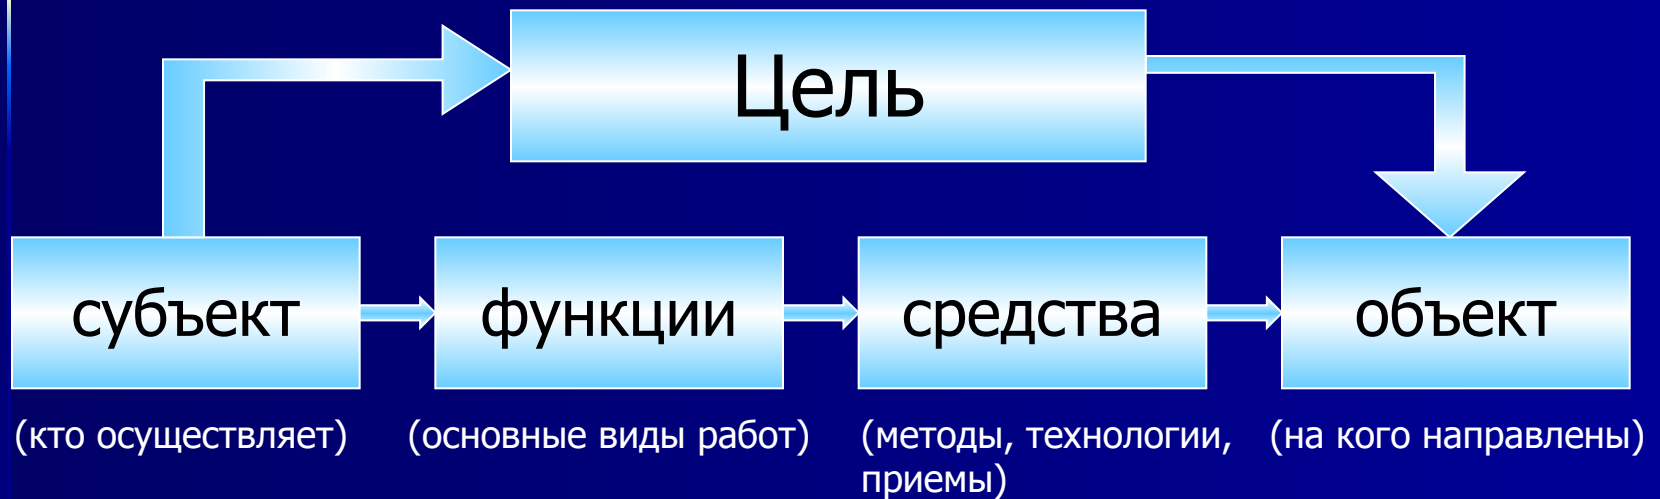 Цель
субъект
функции
средства
объект
(кто осуществляет)
(основные виды работ)
(методы, технологии,
приемы)
(на кого направлены)